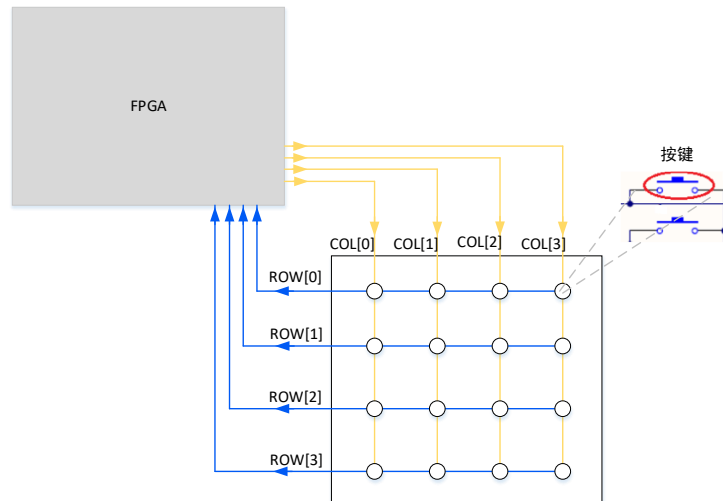 FPGA
按键
COL[0]
COL[1]
COL[2]
COL[3]
ROW[0]
ROW[1]
ROW[2]
ROW[3]